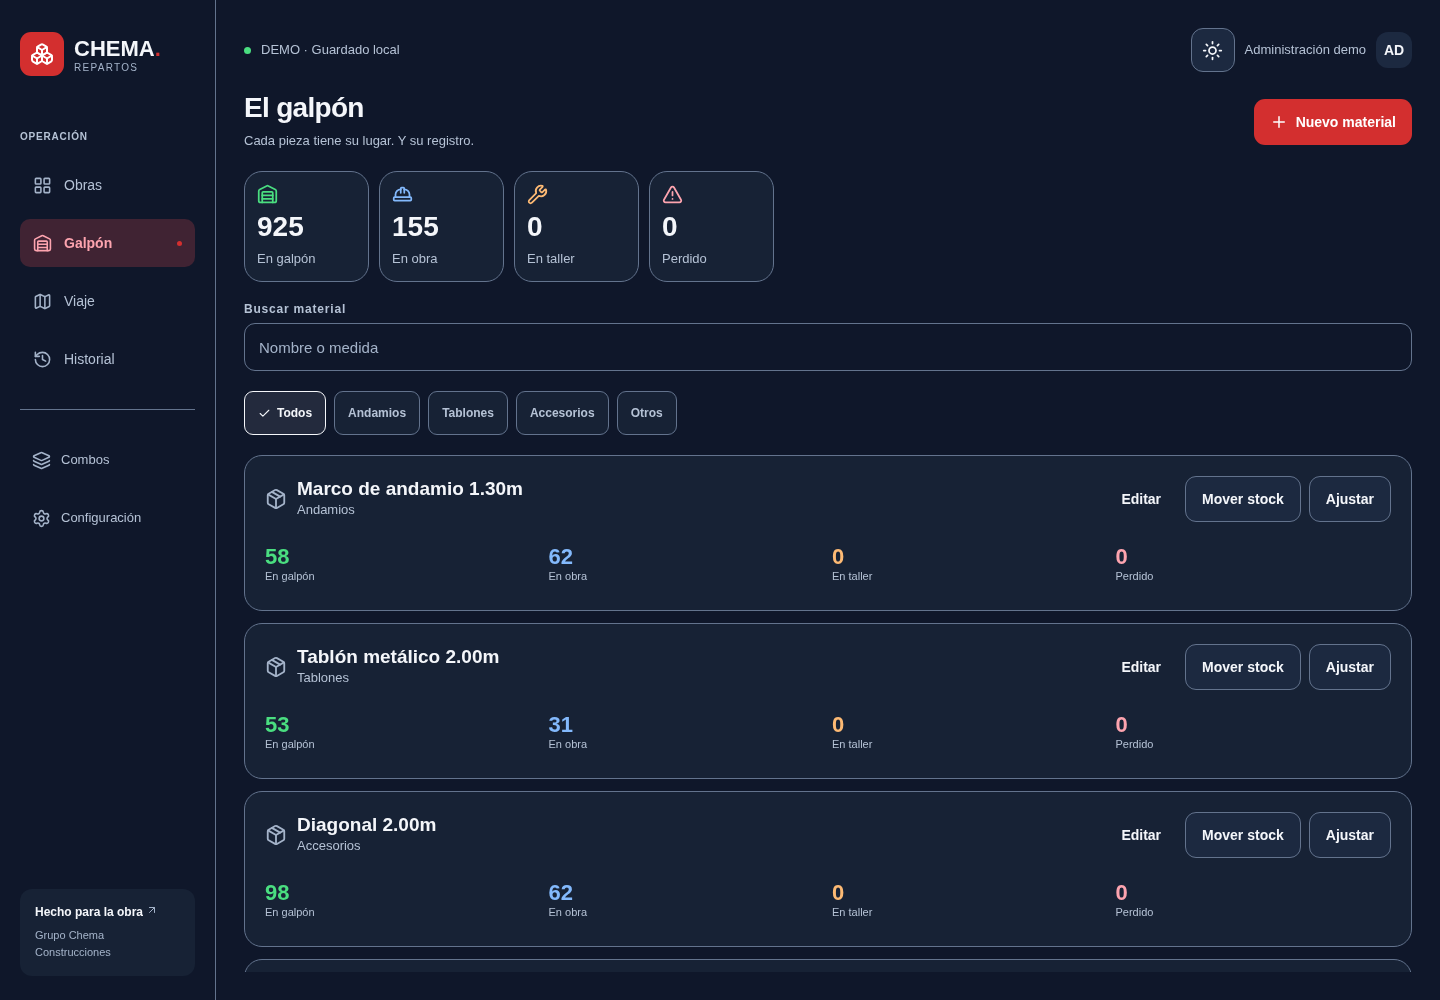 CHEMA.
REPARTOS
OPERACIÓN
Obras
Galpón
Viaje
Historial
Combos
Configuración
Hecho para la obra
Grupo Chema
Construcciones
DEMO · Guardado local
Administración demo
AD
El galpón
Cada pieza tiene su lugar. Y su registro.
Nuevo material
925
En galpón
155
En obra
0
En taller
0
Perdido
Buscar material
Nombre o medida
Todos
Andamios
Tablones
Accesorios
Otros
Marco de andamio 1.30m
Andamios
Editar
Mover stock
Ajustar
58
En galpón
62
En obra
0
En taller
0
Perdido
Tablón metálico 2.00m
Tablones
Editar
Mover stock
Ajustar
53
En galpón
31
En obra
0
En taller
0
Perdido
Diagonal 2.00m
Accesorios
Editar
Mover stock
Ajustar
98
En galpón
62
En obra
0
En taller
0
Perdido